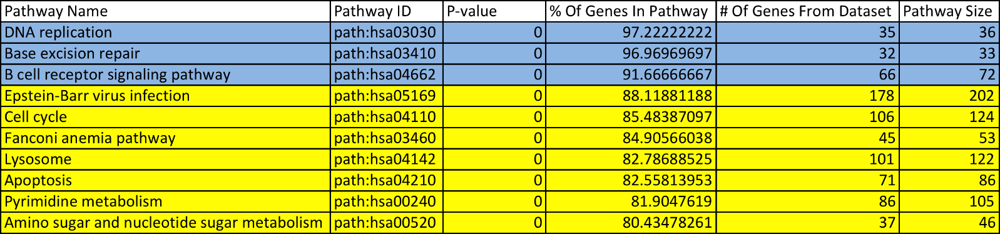 Pathway Name Pathway ID P-value % Of Genes In Pathway # Of Genes From Dataset Pathway Size
DNA replication path:hsa03030 0 97.22222222 35 36
Base excision repair path:hsa03410 0 96.96969697 32 33
B cell receptor signaling pathway path:hsa04662 0 91.66666667 66 72
Epstein-Barr virus infection path:hsa05169 0 88.11881188 178 202
Cell cycle path:hsa04110 0 85.48387097 106 124
Fanconi anemia pathway path:hsa03460 0 84.90566038 45 53
Lysosome path:hsa04142 0 82.78688525 101 122
Apoptosis path:hsa04210 0 82.55813953 71 86
Pyrimidine metabolism path:hsa00240 0 81.9047619 86 105
Amino sugar and nucleotide sugar metabolism path:hsa00520 0 80.43478261 37 46